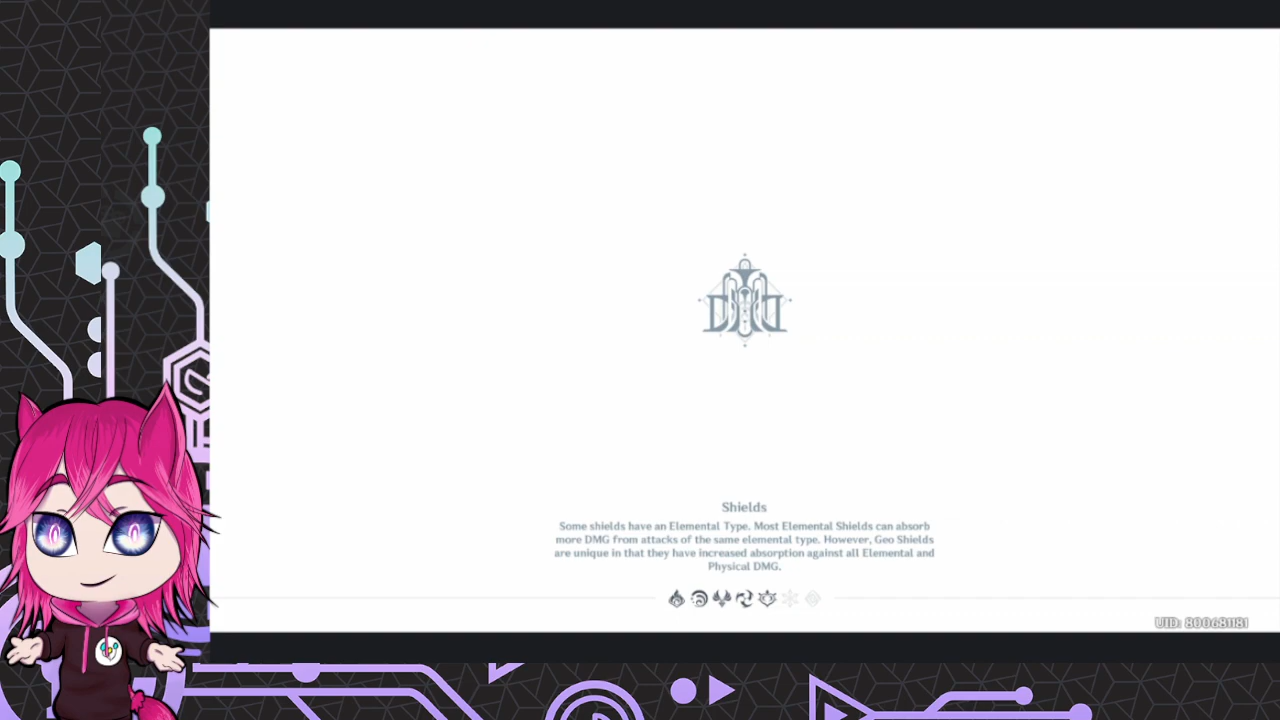 Shields
Some shields have an Elemental Type. Most Elemental Shields can absorb
more DMG from attacks of the same elemental type. However, Geo Shields
are unique in that they have increased absorption against all Elemental and
Physical DMG.
UID: 800681181